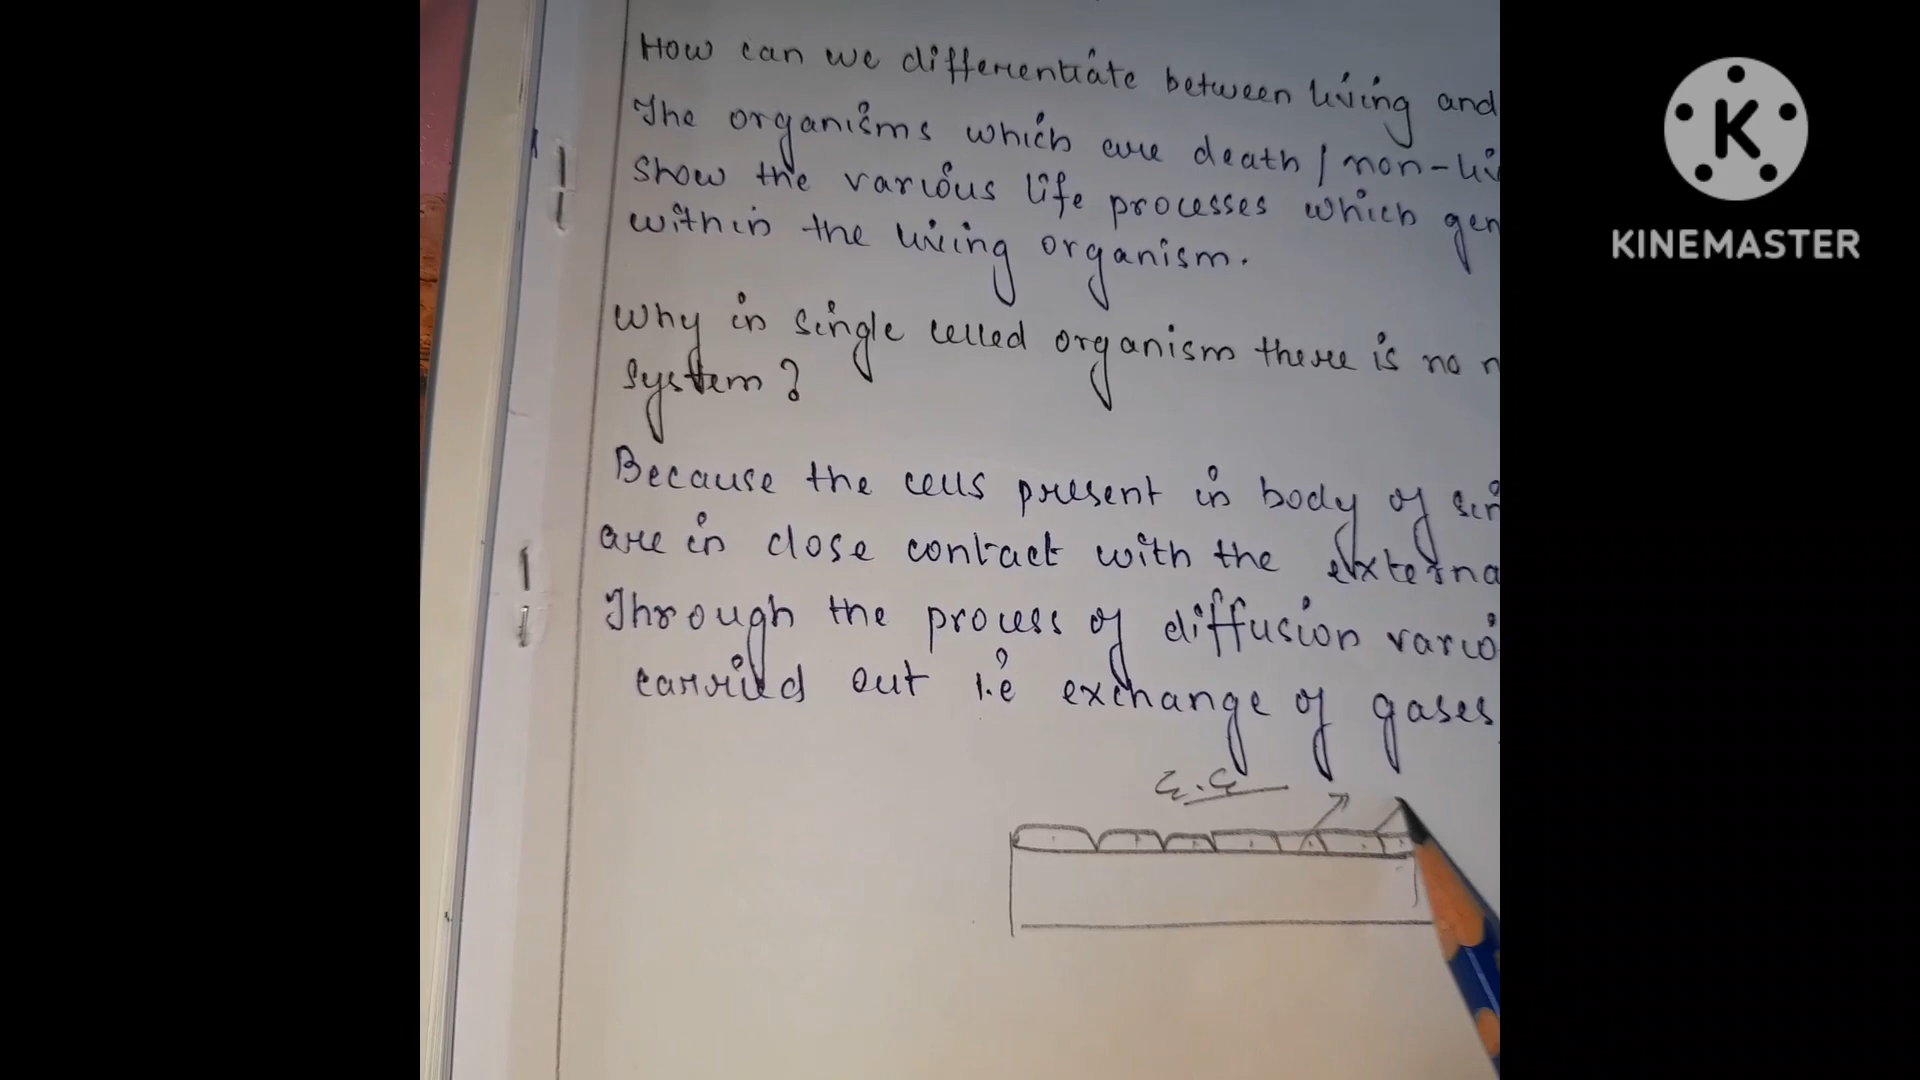 How can we differentiate between living and
The organisms which are death / non-li
show the various life processes which gen
within the living organism.
Why in single celled organism there is no
system?
Because the cells present in body of sin
are in close contact with the externa
Through the process of diffusion vario
carried out i.e exchange of gases
K
KINEMASTER